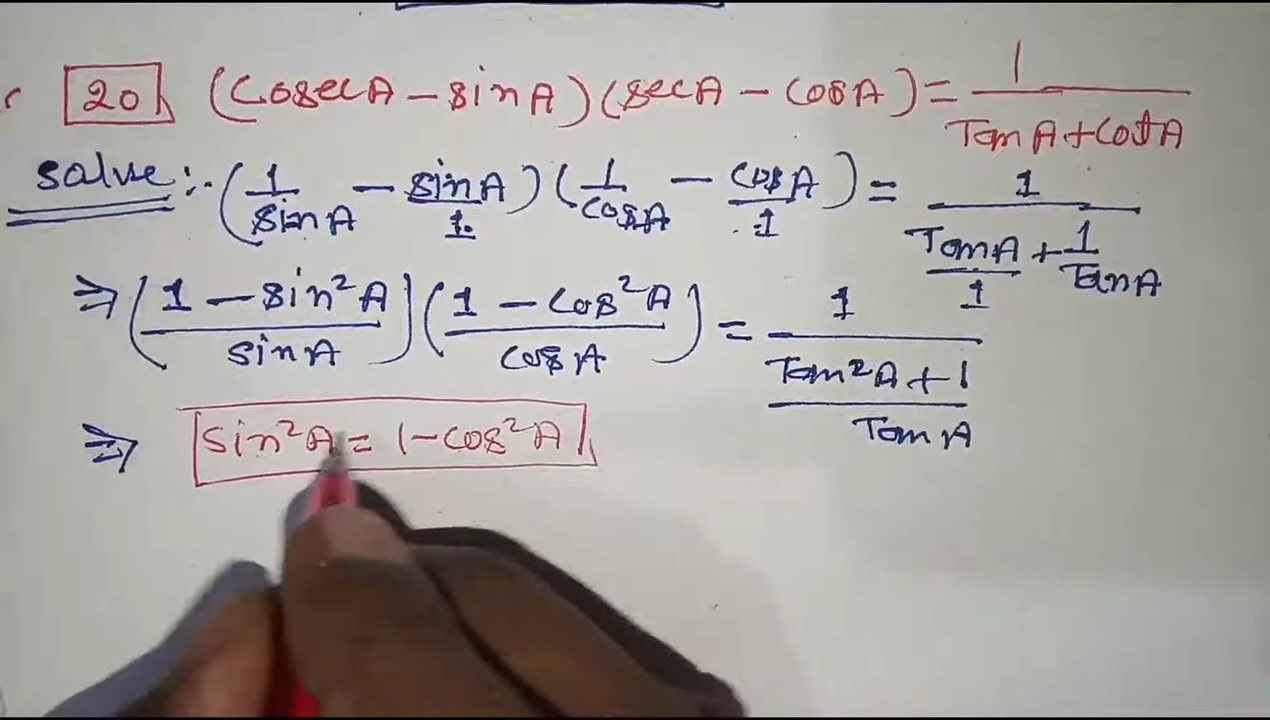 20) (CosecA - sinA) (secA - cosA) = 1/(TanA + CotA)
Salve :- (1/sinA - sinA/1) (1/cosA - cosA/1) = 1/(TanA/1 + 1/TanA)
⇒ ((1 - sin²A)/sinA) ((1 - cos²A)/cosA) = 1/((Tan²A + 1)/TanA)
⇒ sin²A = 1 - cos²A